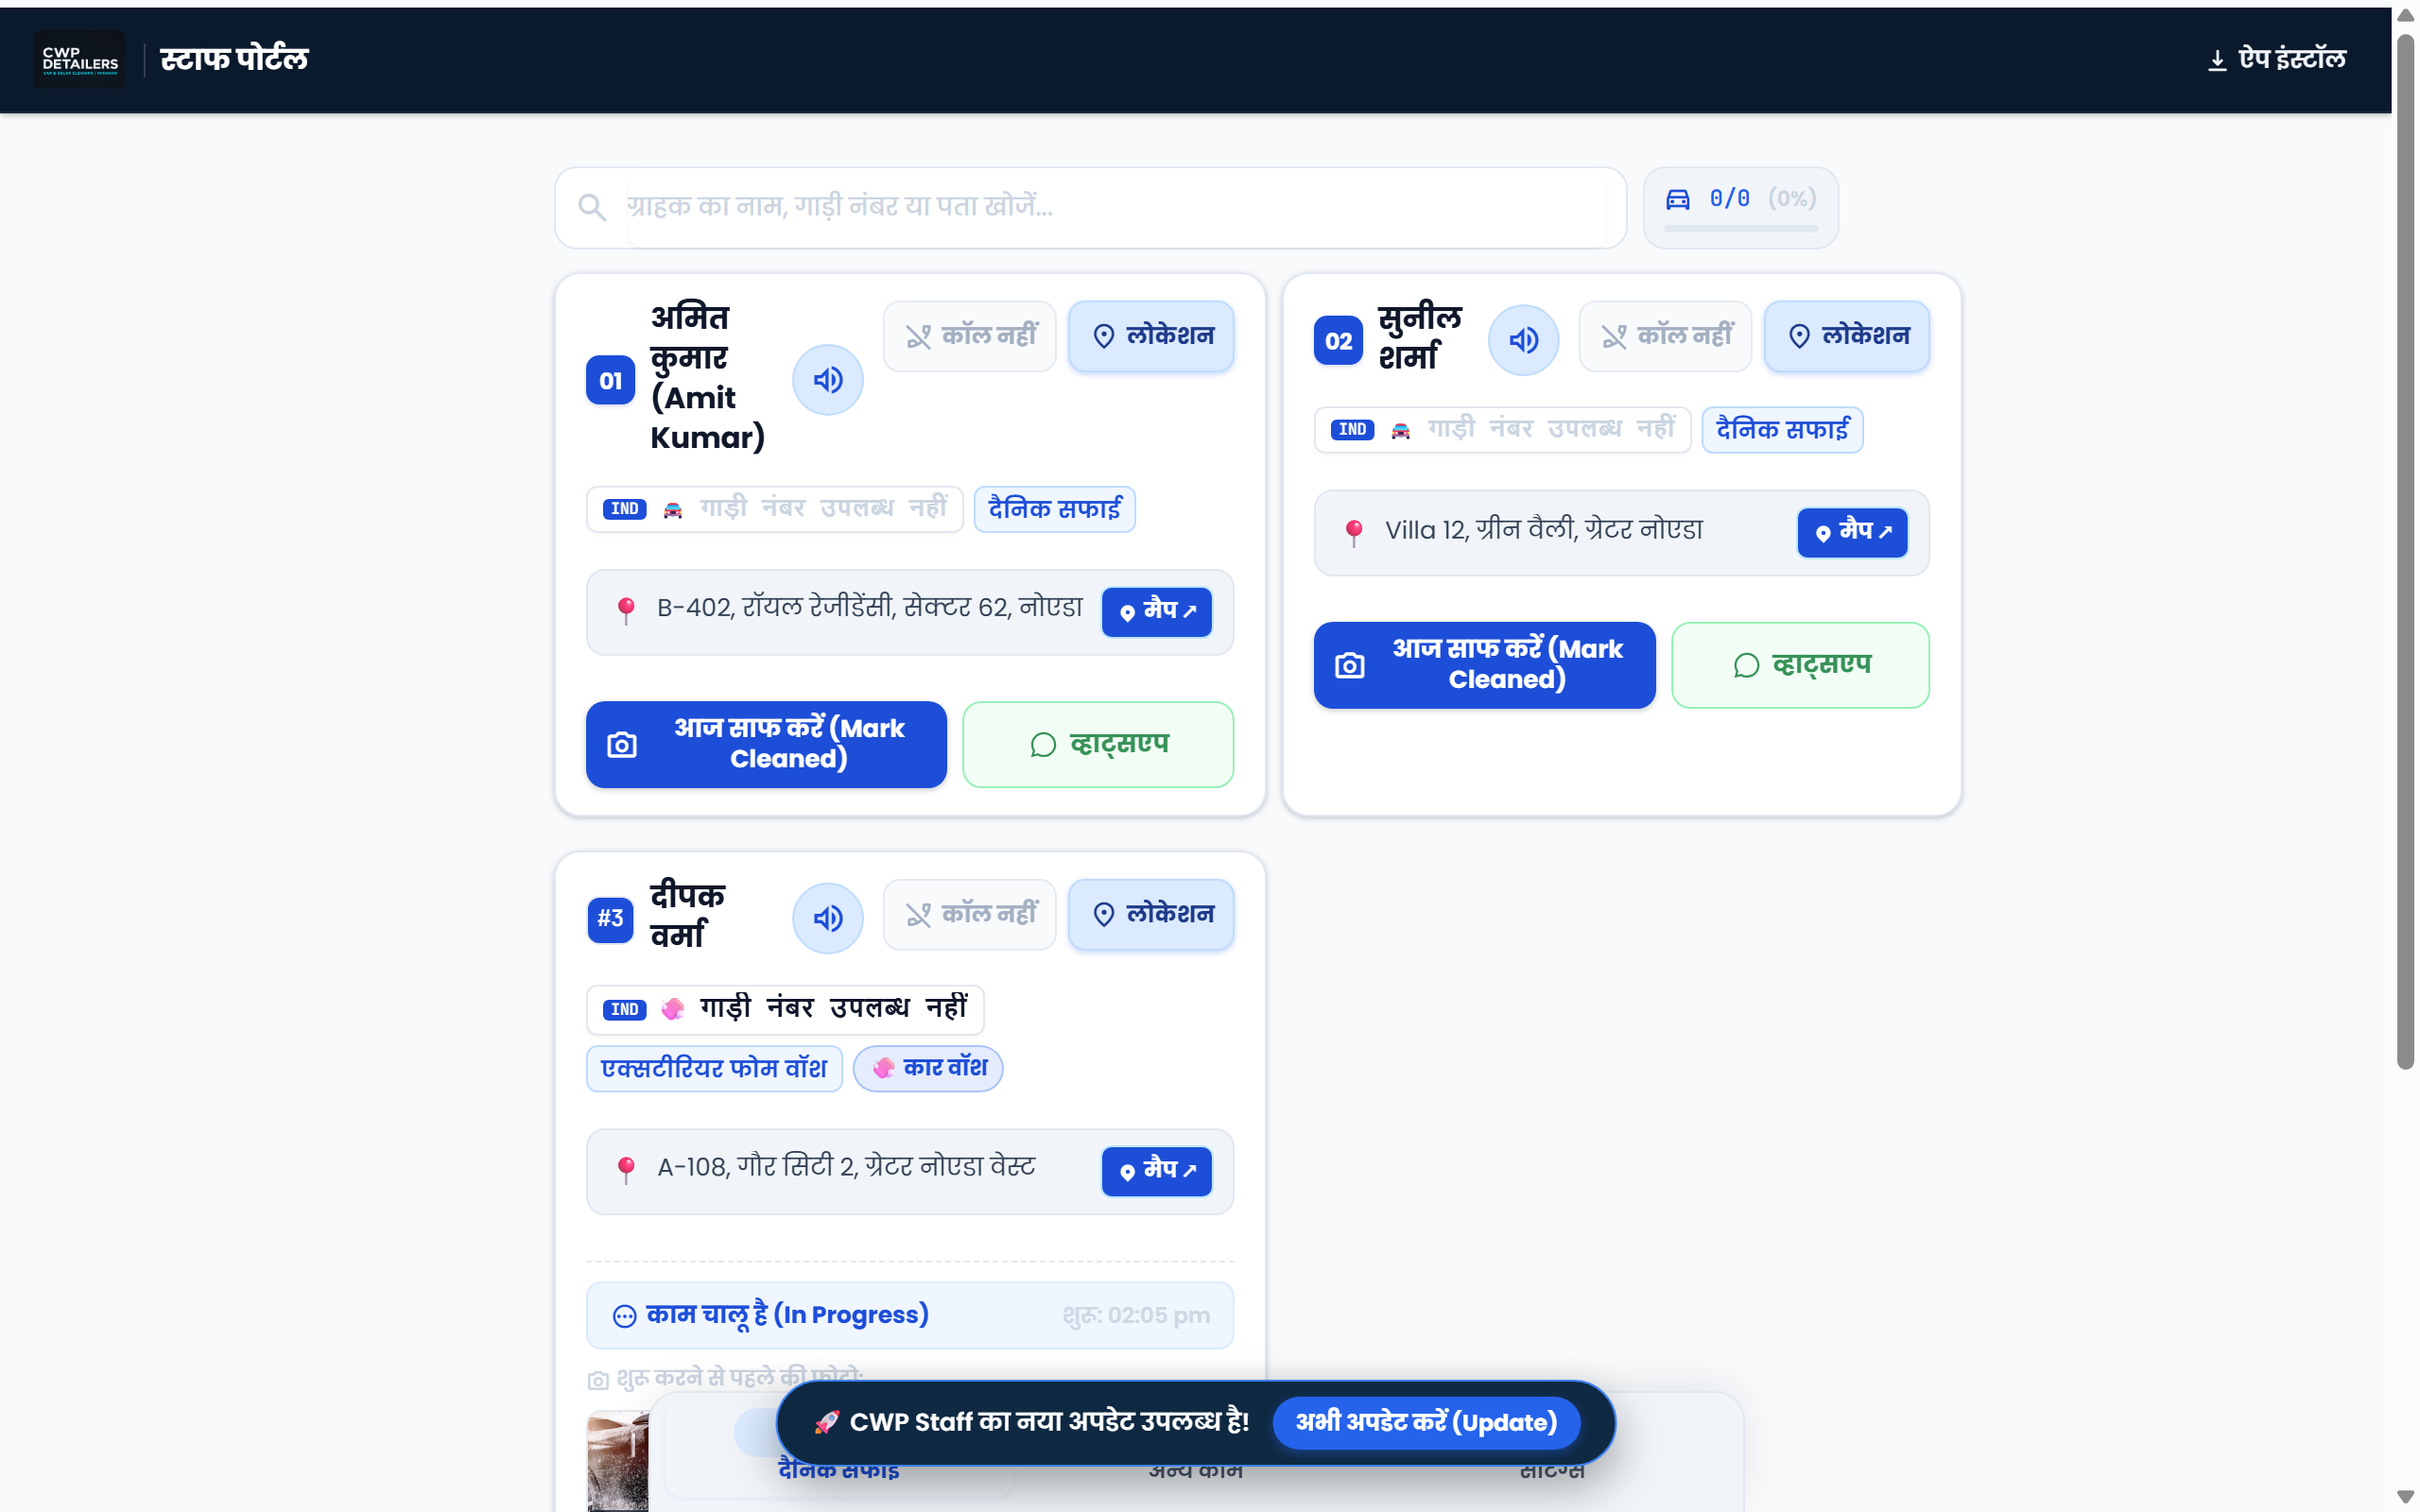 CWP
DETAILERS
स्टाफ पोर्टल
ऐप इंस्टॉल
ग्राहक का नाम, गाड़ी नंबर या पता खोजें...
0/0 (0%)
01
अमित
कुमार
(Amit
Kumar)
कॉल नहीं
लोकेशन
IND गाड़ी नंबर उपलब्ध नहीं
दैनिक सफाई
B-402, रॉयल रेजीडेंसी, सेक्टर 62, नोएडा
मैप ↗
आज साफ करें (Mark
Cleaned)
व्हाट्सएप
02
सुनील
शर्मा
कॉल नहीं
लोकेशन
IND गाड़ी नंबर उपलब्ध नहीं
दैनिक सफाई
Villa 12, ग्रीन वैली, ग्रेटर नोएडा
मैप ↗
आज साफ करें (Mark
Cleaned)
व्हाट्सएप
#3
दीपक
वर्मा
कॉल नहीं
लोकेशन
IND गाड़ी नंबर उपलब्ध नहीं
एक्सटीरियर फोम वॉश
कार वॉश
A-108, गौर सिटी 2, ग्रेटर नोएडा वेस्ट
मैप ↗
काम चालू है (In Progress)
शुरू: 02:05 pm
शुरू करने से पहले की फोटो:
🚀 CWP Staff का नया अपडेट उपलब्ध है!
अभी अपडेट करें (Update)
दैनिक सफाई
अन्य काम
सेटिंग्स